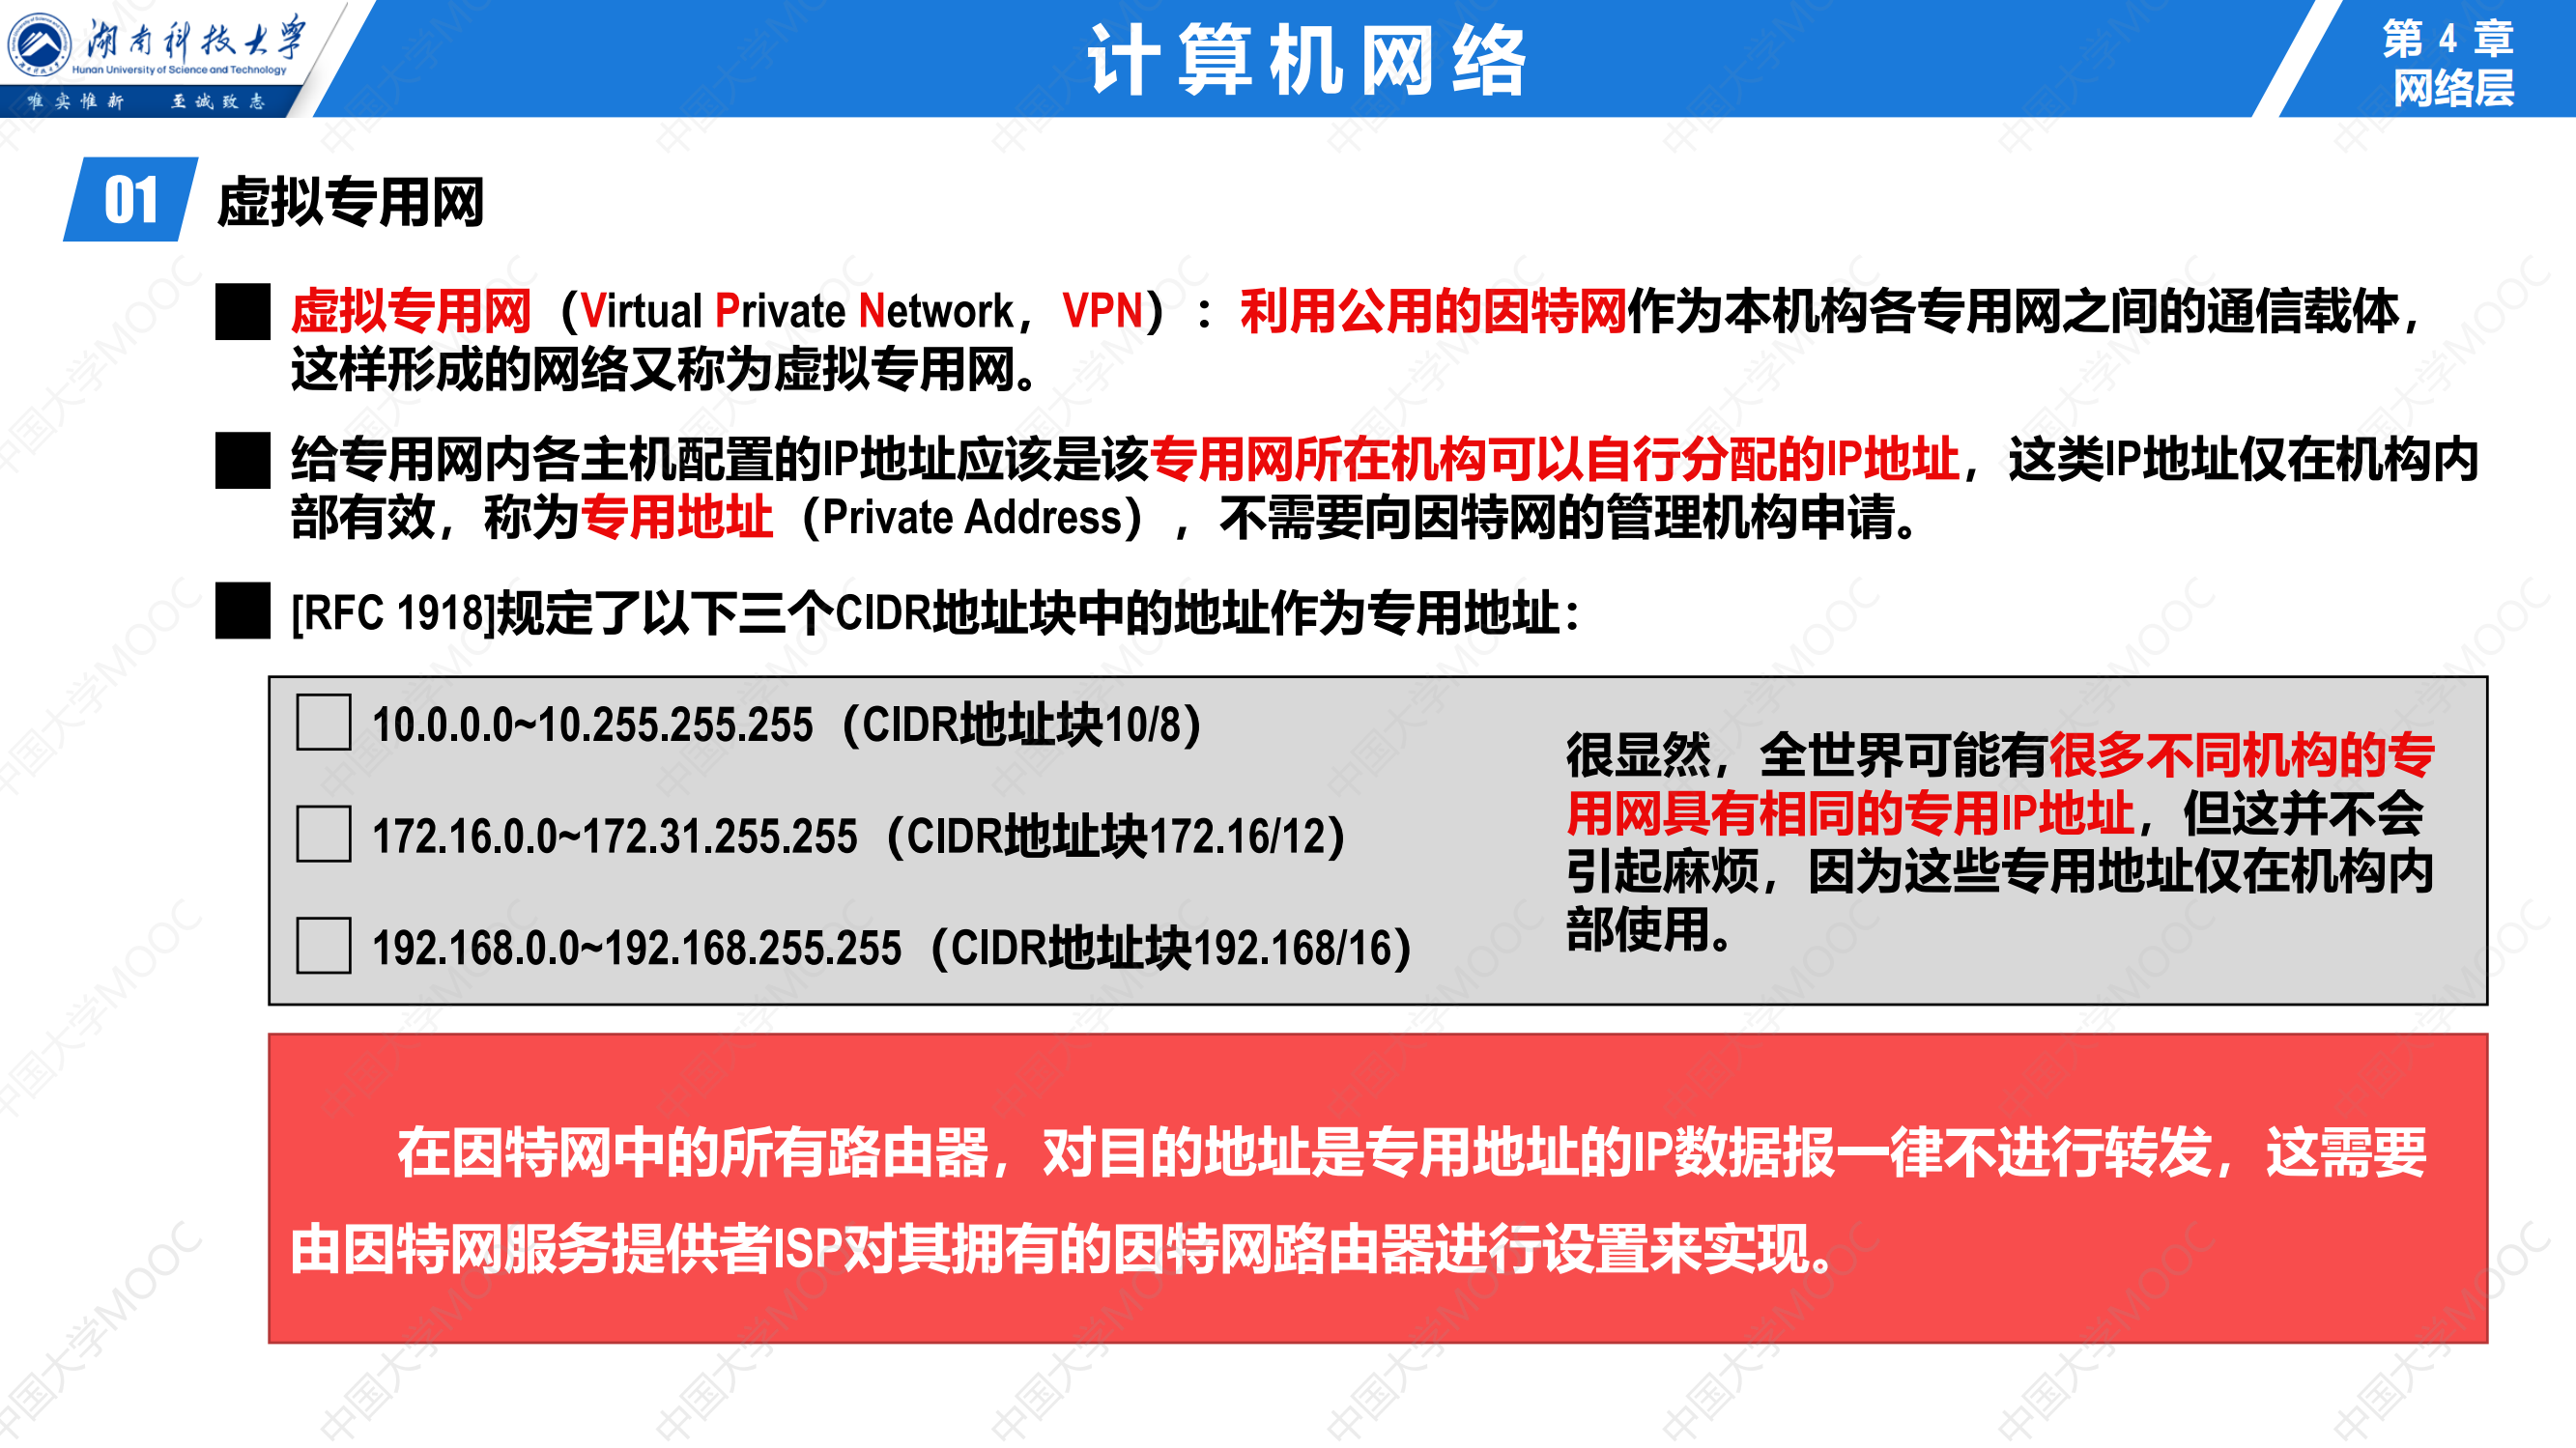 湖南科技大学
Hunan University of Science and Technology
唯实惟新 至诚致志
计算机网络
第 4 章
网络层
01 虚拟专用网
虚拟专用网（Virtual Private Network，VPN）：利用公用的因特网作为本机构各专用网之间的通信载体，
这样形成的网络又称为虚拟专用网。
给专用网内各主机配置的IP地址应该是该专用网所在机构可以自行分配的IP地址，这类IP地址仅在机构内
部有效，称为专用地址（Private Address），不需要向因特网的管理机构申请。
[RFC 1918]规定了以下三个CIDR地址块中的地址作为专用地址：
10.0.0.0~10.255.255.255（CIDR地址块10/8）
172.16.0.0~172.31.255.255（CIDR地址块172.16/12）
192.168.0.0~192.168.255.255（CIDR地址块192.168/16）
很显然，全世界可能有很多不同机构的专
用网具有相同的专用IP地址，但这并不会
引起麻烦，因为这些专用地址仅在机构内
部使用。
在因特网中的所有路由器，对目的地址是专用地址的IP数据报一律不进行转发，这需要
由因特网服务提供者ISP对其拥有的因特网路由器进行设置来实现。
中国大学MOOC